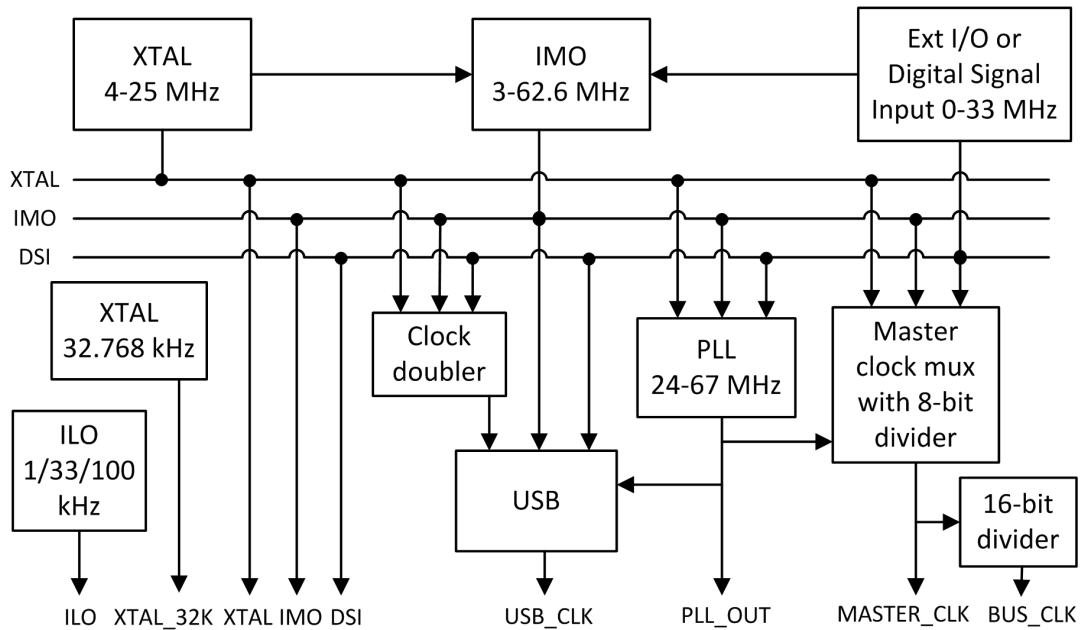 XTAL
4-25 MHz
IMO
3-62.6 MHz
Ext I/O or
Digital Signal
Input 0-33 MHz
XTAL
IMO
DSI
XTAL
32.768 kHz
Clock
doubler
PLL
24-67 MHz
Master
clock mux
with 8-bit
divider
ILO
1/33/100
kHz
USB
16-bit
divider
ILO
XTAL_32K
XTAL
IMO
DSI
USB_CLK
PLL_OUT
MASTER_CLK
BUS_CLK